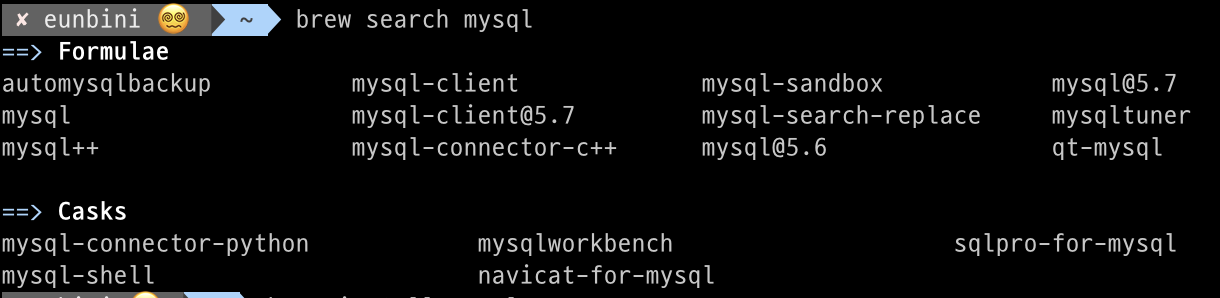 ✘ eunbini 😵‍💫 ~ brew search mysql
==> Formulae
automysqlbackup mysql-client mysql-sandbox mysql@5.7
mysql mysql-client@5.7 mysql-search-replace mysqltuner
mysql++ mysql-connector-c++ mysql@5.6 qt-mysql
==> Casks
mysql-connector-python mysqlworkbench sqlpro-for-mysql
mysql-shell navicat-for-mysql